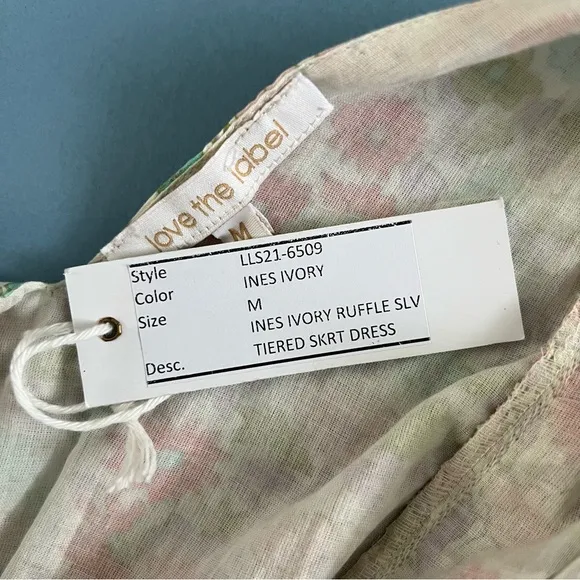 love the label
M
Style LLS21-6509
Color INES IVORY
Size M
INES IVORY RUFFLE SLV
Desc. TIERED SKRT DRESS